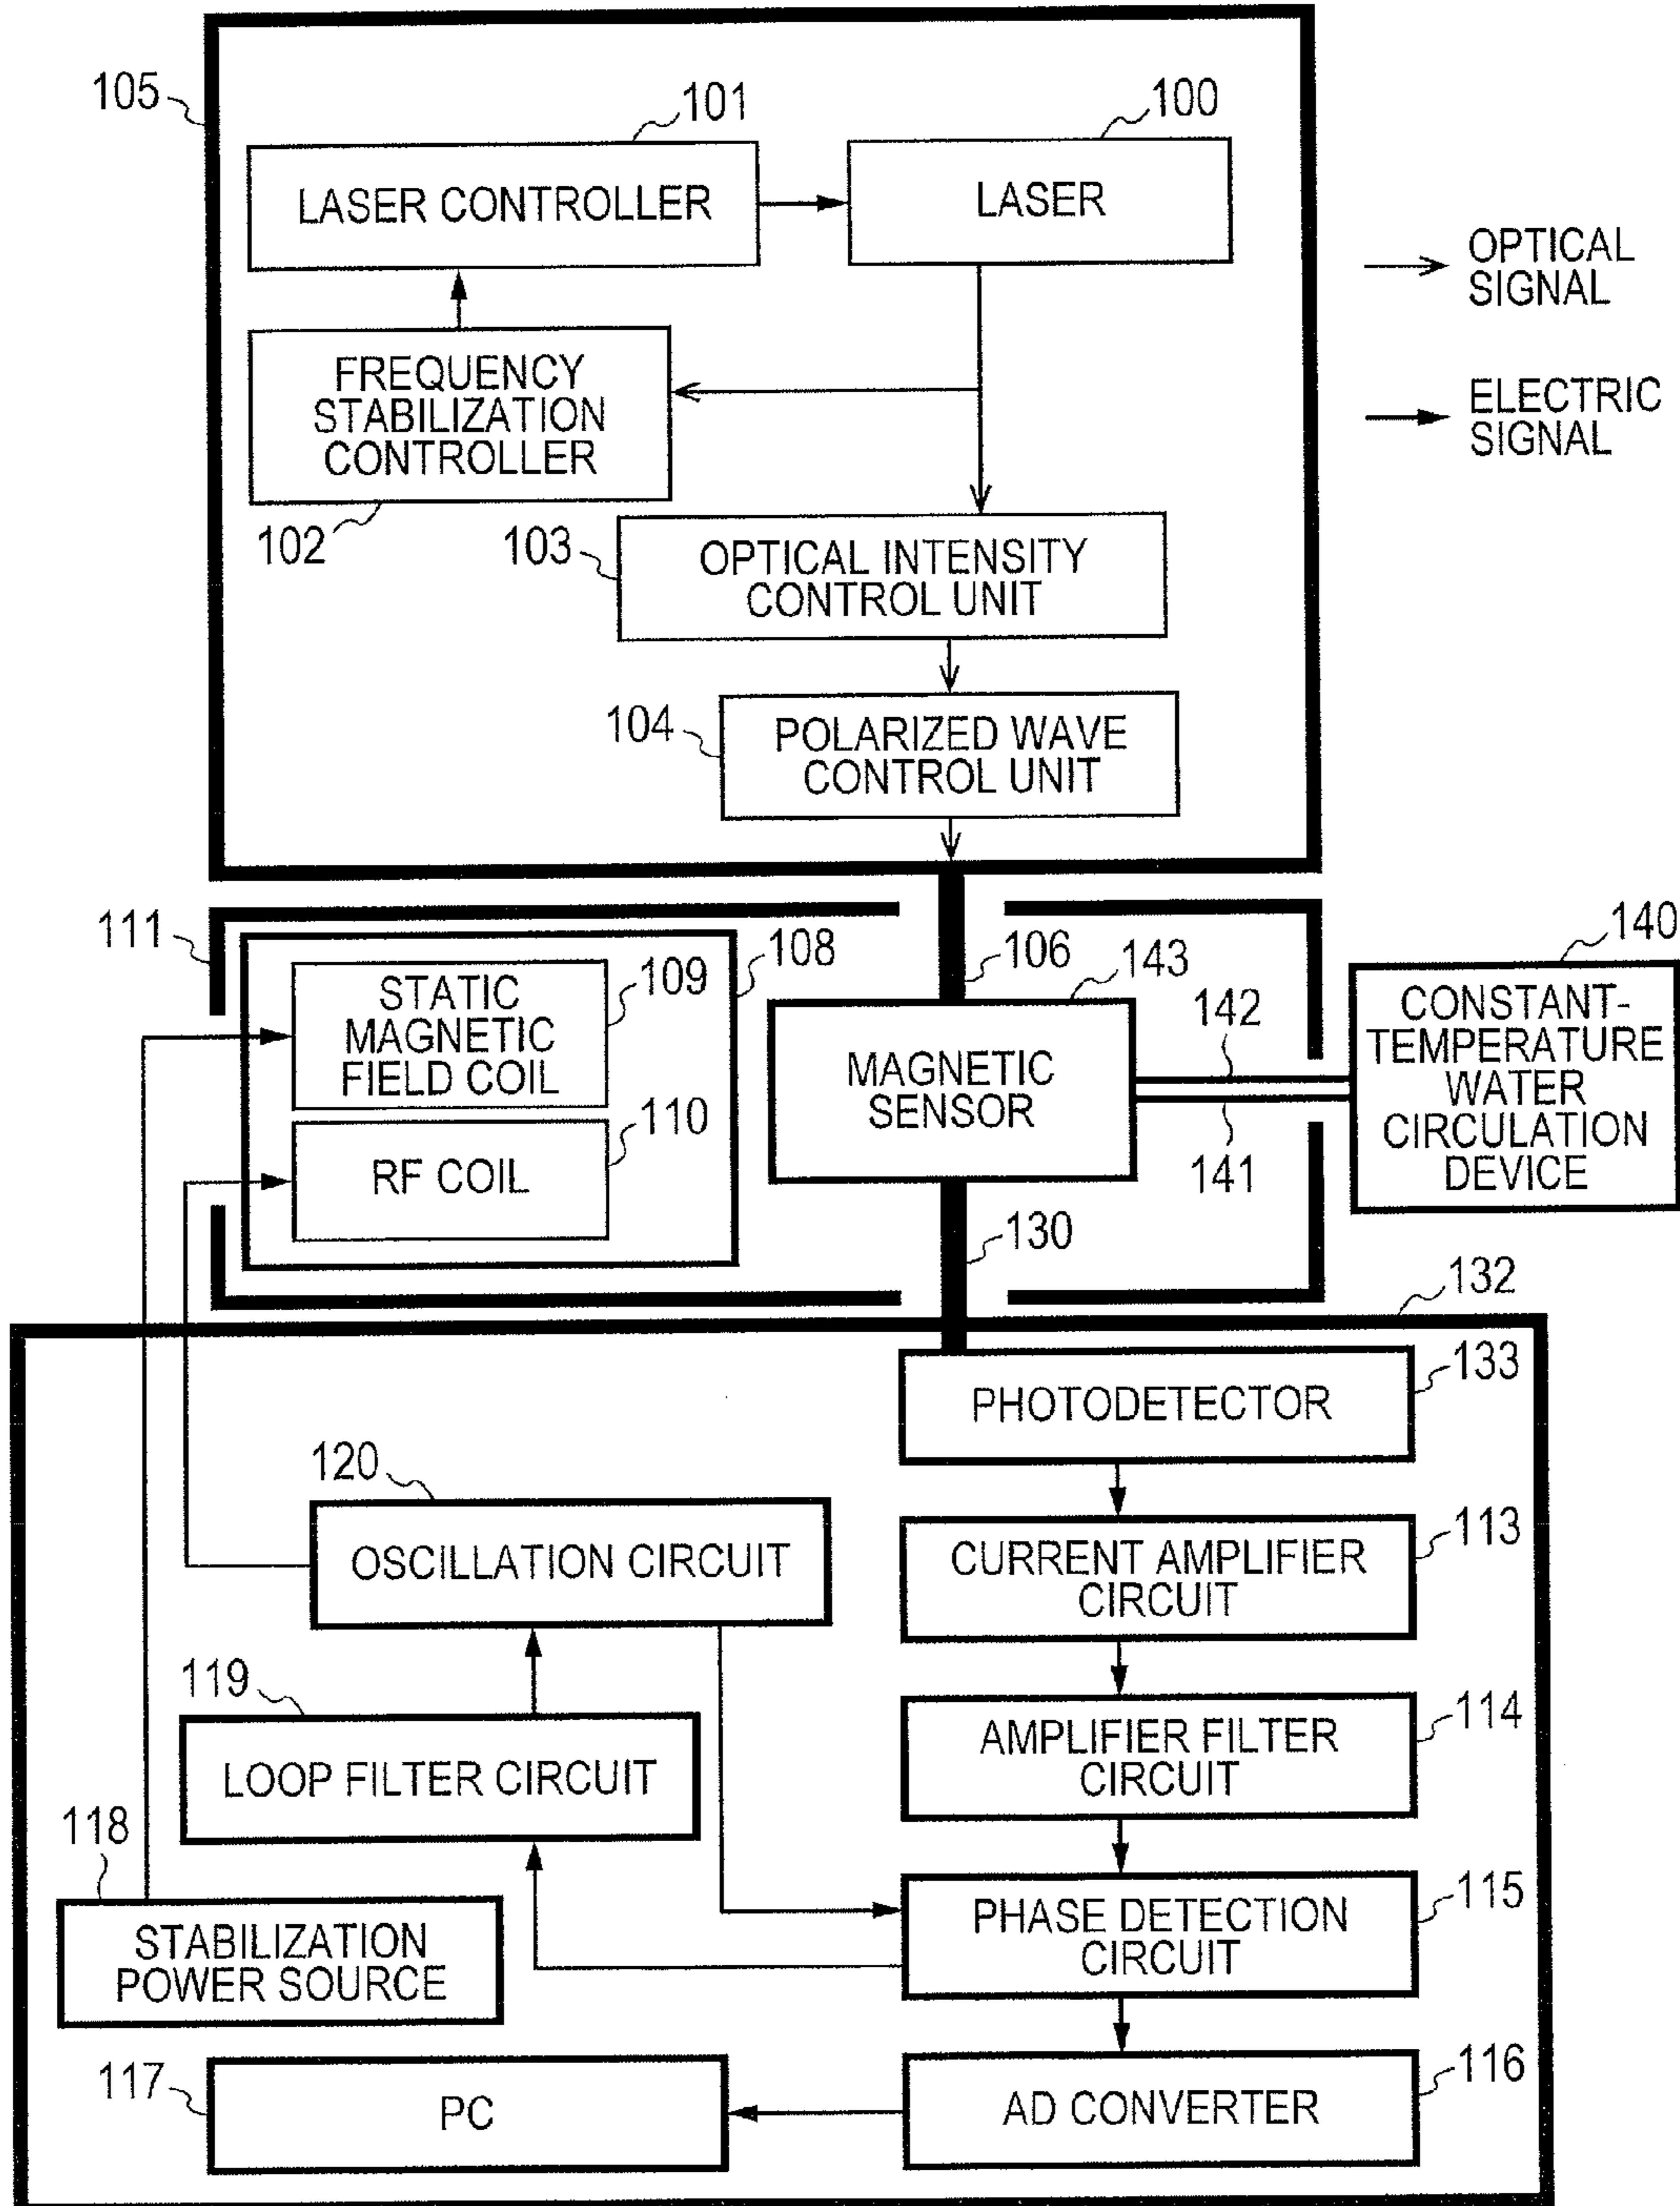 105
101
100
LASER CONTROLLER
LASER
OPTICAL
SIGNAL
FREQUENCY
STABILIZATION
CONTROLLER
ELECTRIC
SIGNAL
102
103
OPTICAL INTENSITY
CONTROL UNIT
104
POLARIZED WAVE
CONTROL UNIT
111
108
106
143
140
STATIC
MAGNETIC
FIELD COIL
109
142
CONSTANT-
TEMPERATURE
WATER
CIRCULATION
DEVICE
MAGNETIC
SENSOR
110
RF COIL
141
130
132
PHOTODETECTOR
133
120
OSCILLATION CIRCUIT
CURRENT AMPLIFIER
CIRCUIT
113
119
LOOP FILTER CIRCUIT
AMPLIFIER FILTER
CIRCUIT
114
118
STABILIZATION
POWER SOURCE
PHASE DETECTION
CIRCUIT
115
117
PC
AD CONVERTER
116